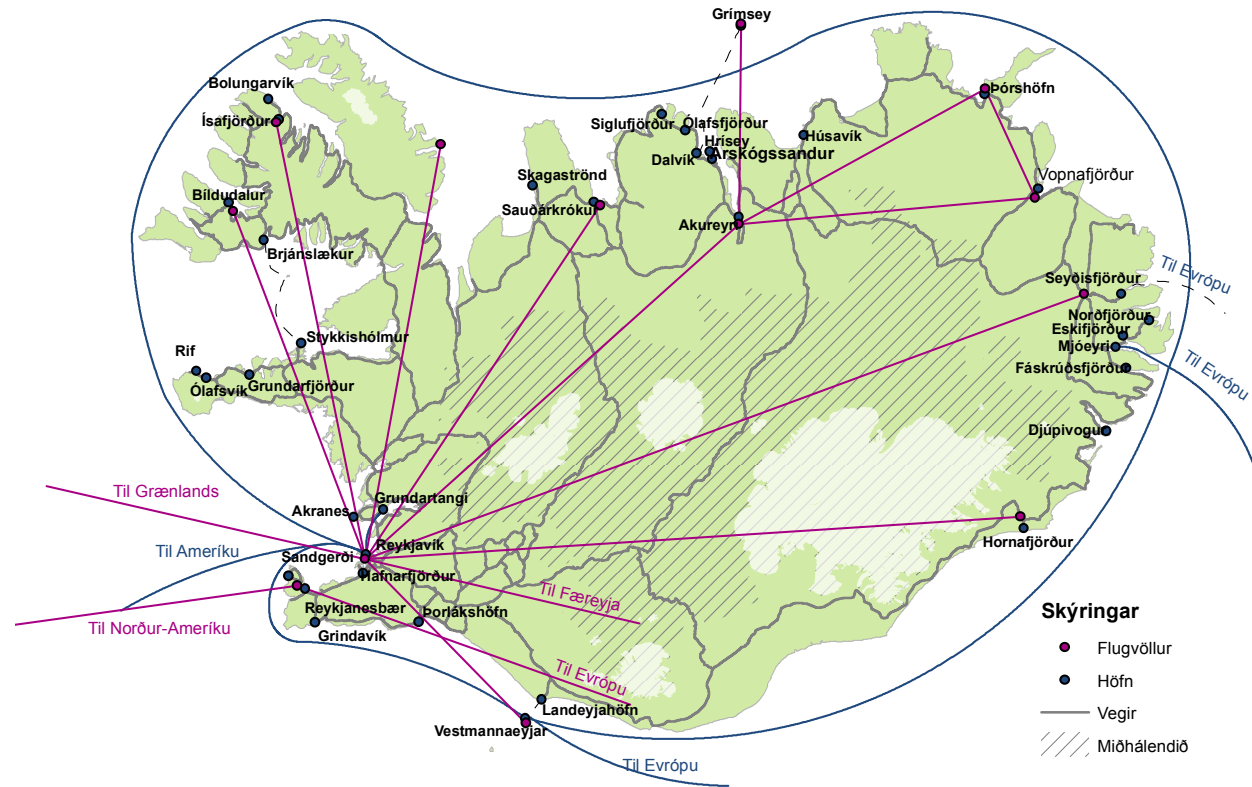 Grímsey
Bolungarvík
Þórshöfn
Ísafjörður
Siglufjörður
Ólafsfjörður
Húsavík
Hrísey
Árskógssandur
Dalvík
Skagaströnd
Vopnafjörður
Bíldudalur
Sauðárkrókur
Akureyri
Brjánslækur
Seyðisfjörður
Til Evrópu
Norðfjörður
Eskifjörður
Stykkishólmur
Mjóeyri
Rif
Fáskrúðsfjörður
Til Evrópu
Ólafsvík
Grundarfjörður
Djúpivogur
Til Grænlands
Grundartangi
Akranes
Hornafjörður
Til Ameríku
Reykjavík
Sandgerði
Hafnarfjörður
Til Færeyja
Reykjanesbær
Þorlákshöfn
Til Norður-Ameríku
Grindavík
Til Evrópu
Landeyjahöfn
Vestmannaeyjar
Til Evrópu
Skýringar
Flugvöllur
Höfn
Vegir
Miðhálendið